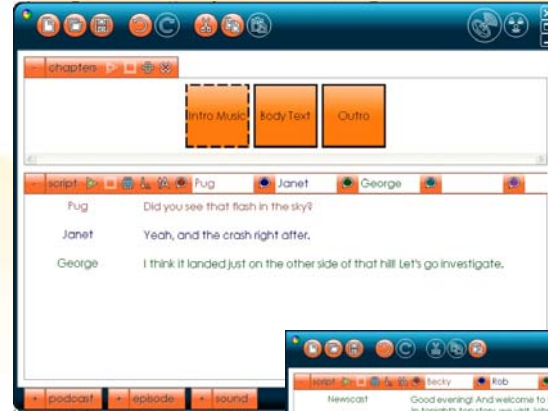 chapters
Intro Music Body Text Outro
script Pug Janet George
Pug Did you see that flash in the sky?
Janet Yeah, and the crash right after.
George I think it landed just on the other side of that hill! Let's go investigate.
+ podcast + episode + sound
script Becky Rob
Newscast Good evening! And welcome to